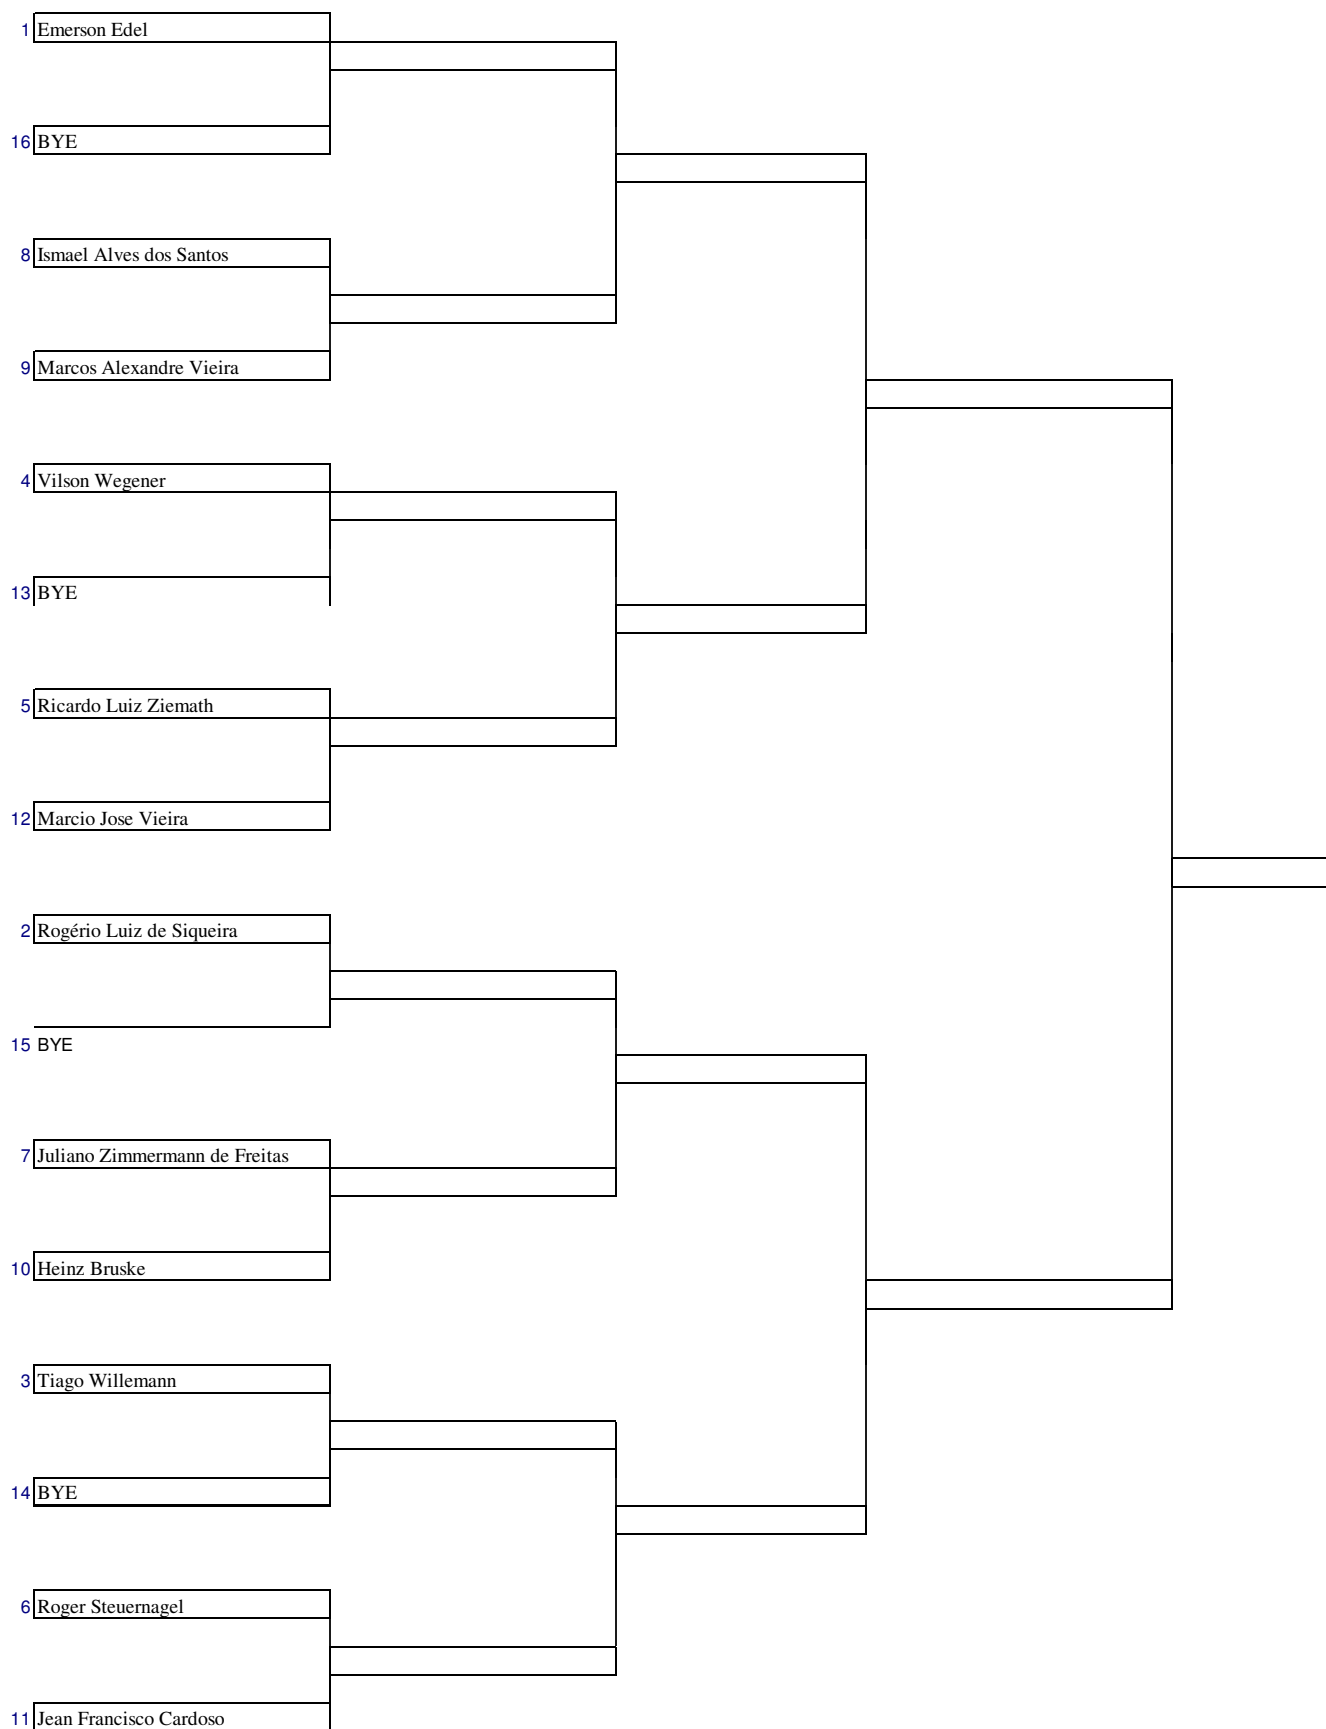 1 Emerson Edel
16 BYE
8 Ismael Alves dos Santos
9 Marcos Alexandre Vieira
4 Vilson Wegener
13 BYE
5 Ricardo Luiz Ziemath
12 Marcio Jose Vieira
2 Rogério Luiz de Siqueira
15 BYE
7 Juliano Zimmermann de Freitas
10 Heinz Bruske
3 Tiago Willemann
14 BYE
6 Roger Steuernagel
11 Jean Francisco Cardoso